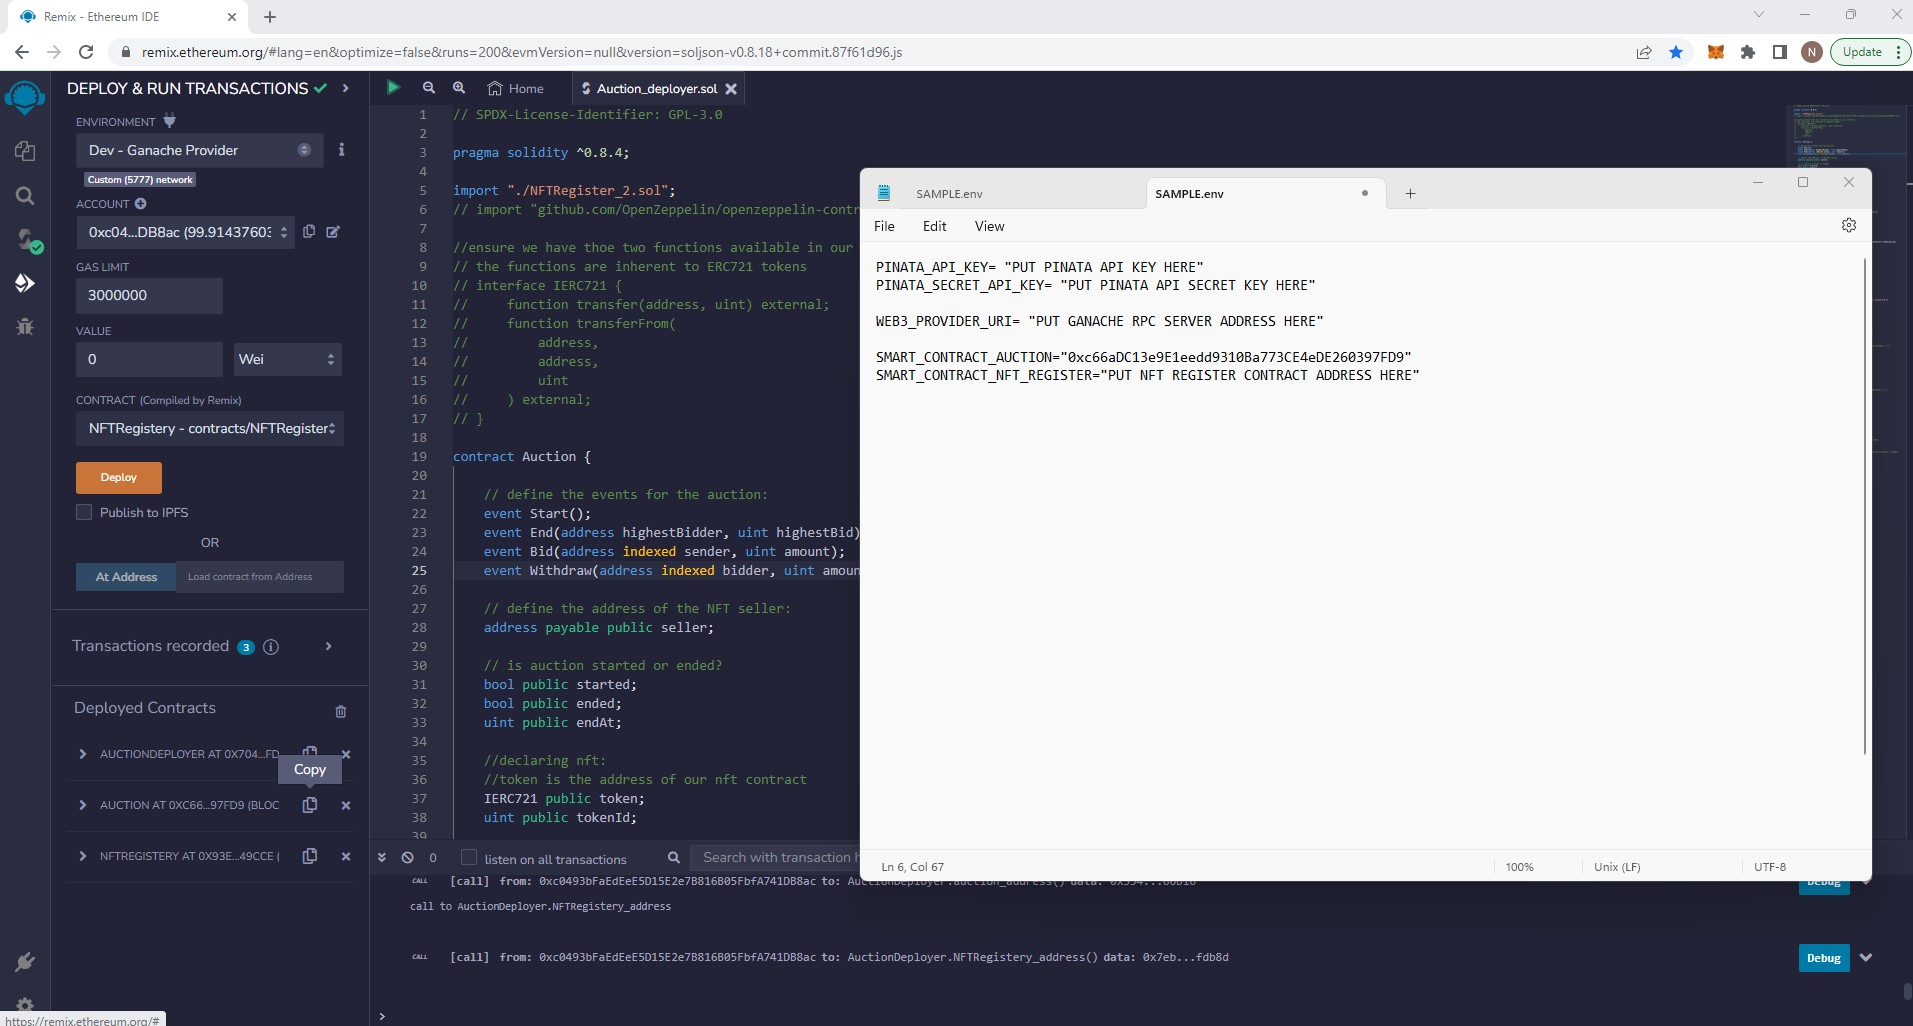 Remix - Ethereum IDE
remix.ethereum.org/#lang=en&optimize=false&runs=200&evmVersion=null&version=soljson-v0.8.18+commit.87f61d96.js
N
Update
DEPLOY & RUN TRANSACTIONS
ENVIRONMENT
Dev - Ganache Provider
Custom (5777) network
ACCOUNT
0xc04...DB8ac (99.91437603
GAS LIMIT
3000000
VALUE
0
Wei
CONTRACT (Compiled by Remix)
NFTRegistery - contracts/NFTRegister
Deploy
Publish to IPFS
OR
At Address
Load contract from Address
Transactions recorded 3
Deployed Contracts
AUCTIONDEPLOYER AT 0X704...FD
Copy
AUCTION AT 0XC66...97FD9 (BLOC
NFTREGISTERY AT 0X93E...49CCE (
https://remix.ethereum.org/#
Home
Auction_deployer.sol
1 // SPDX-License-Identifier: GPL-3.0
2
3 pragma solidity ^0.8.4;
4
5 import "./NFTRegister_2.sol";
6 // import "github.com/OpenZeppelin/openzeppelin-contr
7
8 //ensure we have thoe two functions available in our
9 // the functions are inherent to ERC721 tokens
10 // interface IERC721 {
11 //     function transfer(address, uint) external;
12 //     function transferFrom(
13 //         address,
14 //         address,
15 //         uint
16 //     ) external;
17 // }
18
19 contract Auction {
20
21     // define the events for the auction:
22     event Start();
23     event End(address highestBidder, uint highestBid)
24     event Bid(address indexed sender, uint amount);
25     event Withdraw(address indexed bidder, uint amoun
26
27     // define the address of the NFT seller:
28     address payable public seller;
29
30     // is auction started or ended?
31     bool public started;
32     bool public ended;
33     uint public endAt;
34
35     //declaring nft:
36     //token is the address of our nft contract
37     IERC721 public token;
38     uint public tokenId;
39
0
listen on all transactions
Search with transaction h
CALL [call] from: 0xc0493bFaEdEeE5D15E2e7B816B05FbfA741DB8ac to: AuctionDeployer.auction_address() data: 0x554...68b16
Debug
call to AuctionDeployer.NFTRegistery_address
CALL [call] from: 0xc0493bFaEdEeE5D15E2e7B816B05FbfA741DB8ac to: AuctionDeployer.NFTRegistery_address() data: 0x7eb...fdb8d
Debug
>
SAMPLE.env
SAMPLE.env
File Edit View
PINATA_API_KEY= "PUT PINATA API KEY HERE"
PINATA_SECRET_API_KEY= "PUT PINATA API SECRET KEY HERE"
WEB3_PROVIDER_URI= "PUT GANACHE RPC SERVER ADDRESS HERE"
SMART_CONTRACT_AUCTION="0xc66aDC13e9E1eedd9310Ba773CE4eDE260397FD9"
SMART_CONTRACT_NFT_REGISTER="PUT NFT REGISTER CONTRACT ADDRESS HERE"
Ln 6, Col 67
100%
Unix (LF)
UTF-8